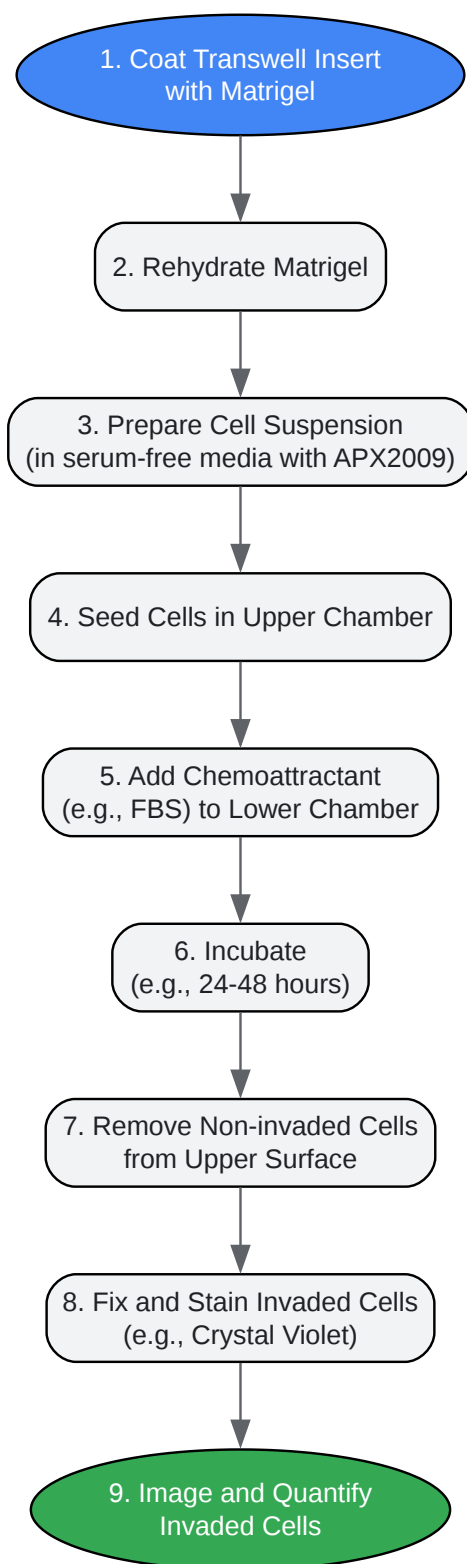 1. Coat Transwell Insert
with Matrigel
2. Rehydrate Matrigel
3. Prepare Cell Suspension
(in serum-free media with APX2009)
4. Seed Cells in Upper Chamber
5. Add Chemoattractant
(e.g., FBS) to Lower Chamber
6. Incubate
(e.g., 24-48 hours)
7. Remove Non-invaded Cells
from Upper Surface
8. Fix and Stain Invaded Cells
(e.g., Crystal Violet)
9. Image and Quantify
Invaded Cells